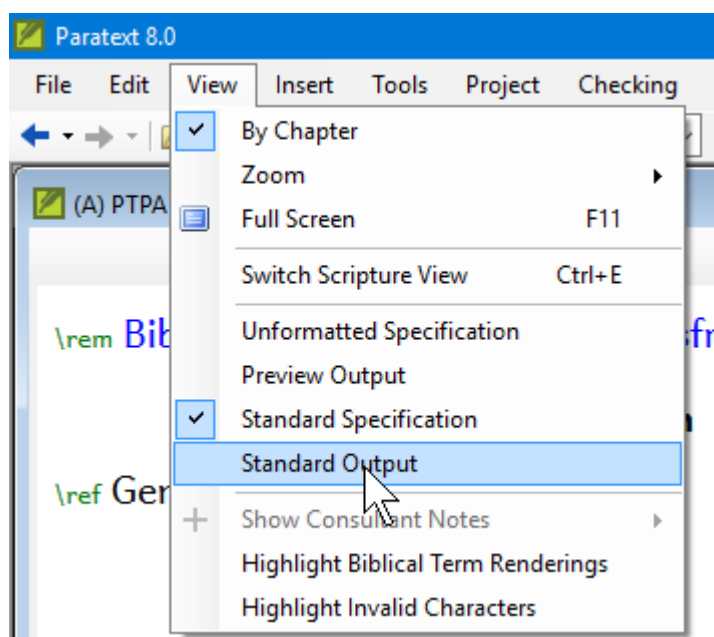 Paratext 8.0
File Edit View Insert Tools Project Checking
By Chapter
Zoom
Full Screen F11
Switch Scripture View Ctrl+E
Unformatted Specification
Preview Output
Standard Specification
Standard Output
Show Consultant Notes
Highlight Biblical Term Renderings
Highlight Invalid Characters
(A) PTPA
\rem Bib
\ref Gen